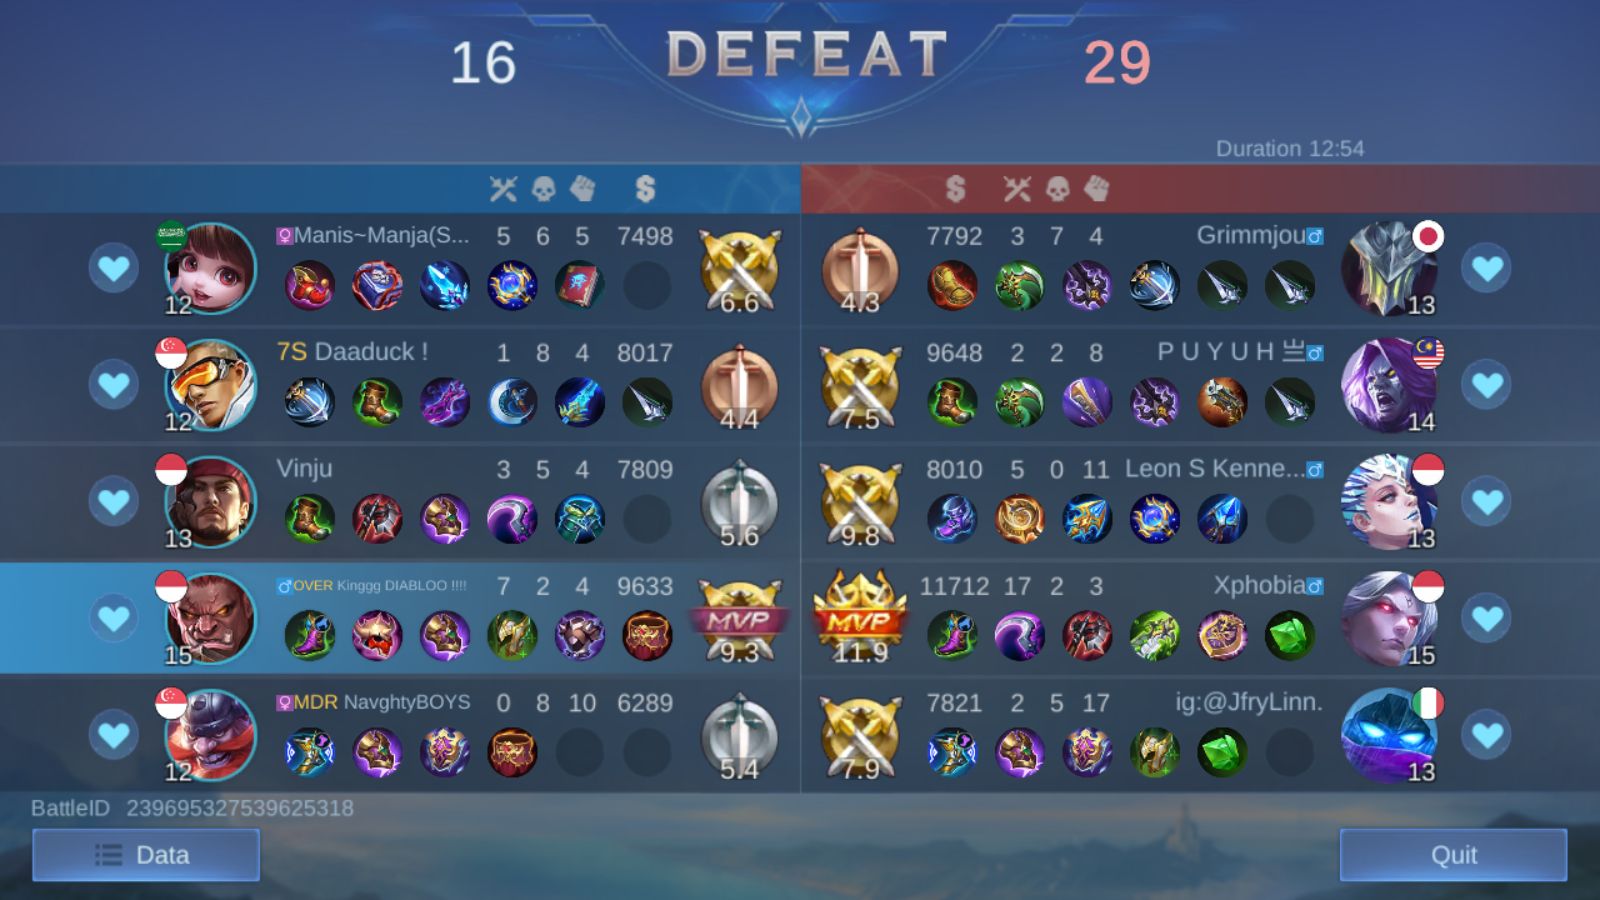 16 DEFEAT 29
Duration 12:54
Manis~Manja(S... 5 6 5 7498
12 6.6
7792 3 7 4 Grimmjou
4.3 13
7S Daaduck ! 1 8 4 8017
12 4.4
9648 2 2 8 P U Y U H 㞢
7.5 14
Vinju 3 5 4 7809
13 5.6
8010 5 0 11 Leon S Kenne...
9.8 13
OVER Kinggg DIABLOO !!!! 7 2 4 9633
15 MVP 9.3
11712 17 2 3 Xphobia
MVP 11.9 15
MDR NavghtyBOYS 0 8 10 6289
12 5.4
7821 2 5 17 ig:@JfryLinn.
7.9 13
BattleID 239695327539625318
Data
Quit